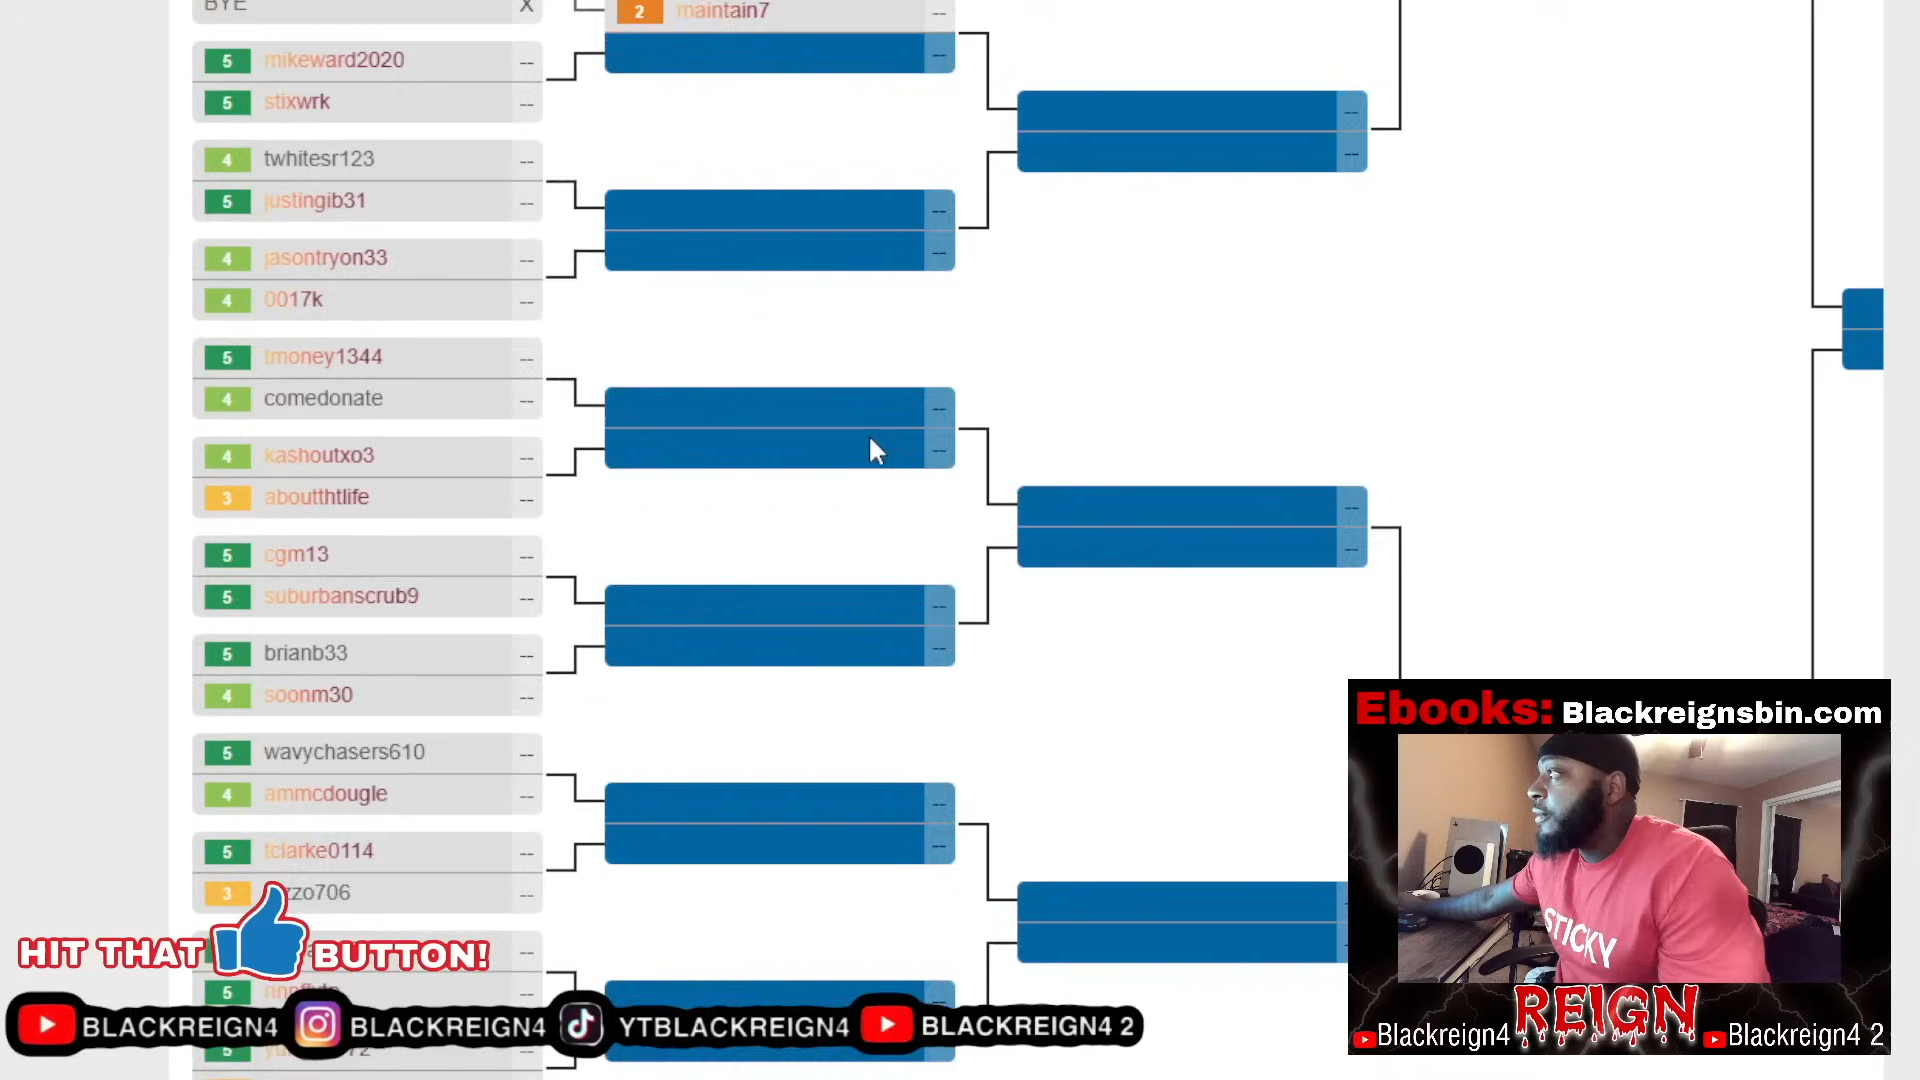 BYE X
2 maintain7 --
--
5 mikeward2020 --
5 stixwrk --
4 twhitesr123 --
5 justingib31 --
4 jasontryon33 --
4 0017k --
5 tmoney1344 --
4 comedonate --
4 kashoutxo3 --
3 aboutthtlife --
5 cgm13 --
5 suburbanscrub9 --
5 brianb33 --
4 soonm30 --
5 wavychasers610 --
4 ammcdougle --
5 tclarke0114 --
3 --
5 --
5 --
-- --
-- --
-- --
-- --
-- --
-- --
--
HIT THAT BUTTON!
BLACKREIGN4 BLACKREIGN4 YTBLACKREIGN4 BLACKREIGN4 2
Ebooks: Blackreignsbin.com
STICKY
REIGN
Blackreign4 Blackreign4 2